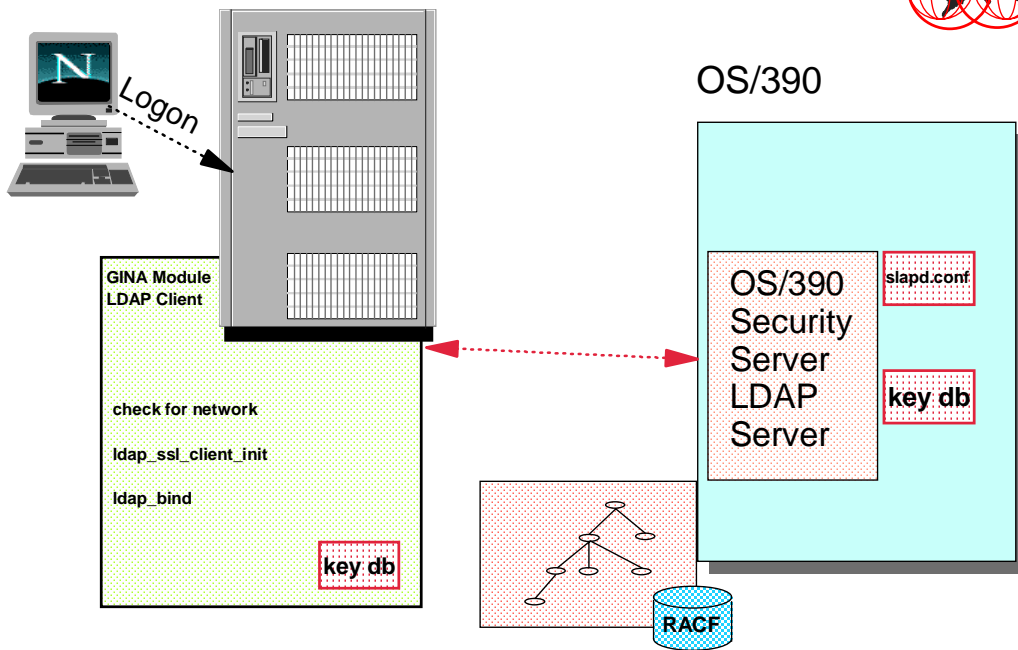 N
Logon
OS/390
GINA Module
LDAP Client
check for network
ldap_ssl_client_init
ldap_bind
key db
OS/390
Security
Server
LDAP
Server
slapd.conf
key db
RACF